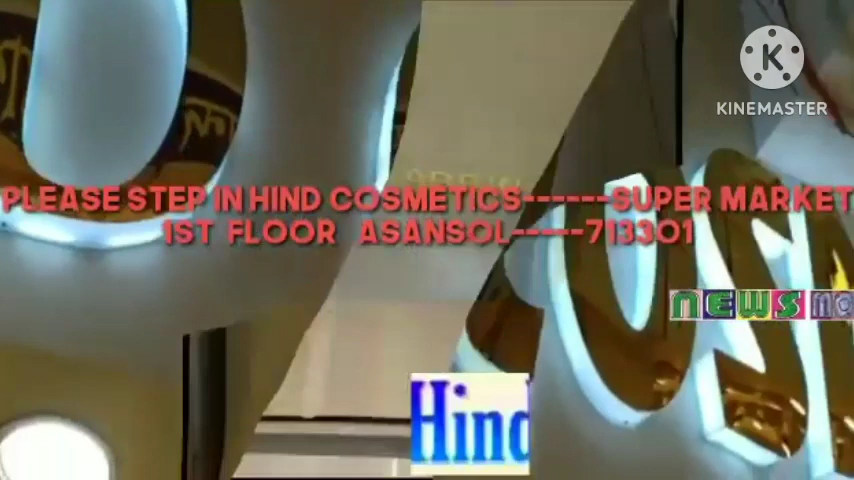 KINEMASTER
PLEASE STEP IN HIND COSMETICS------SUPER MARKET
1ST FLOOR ASANSOL-----713301
NEWS
Hind